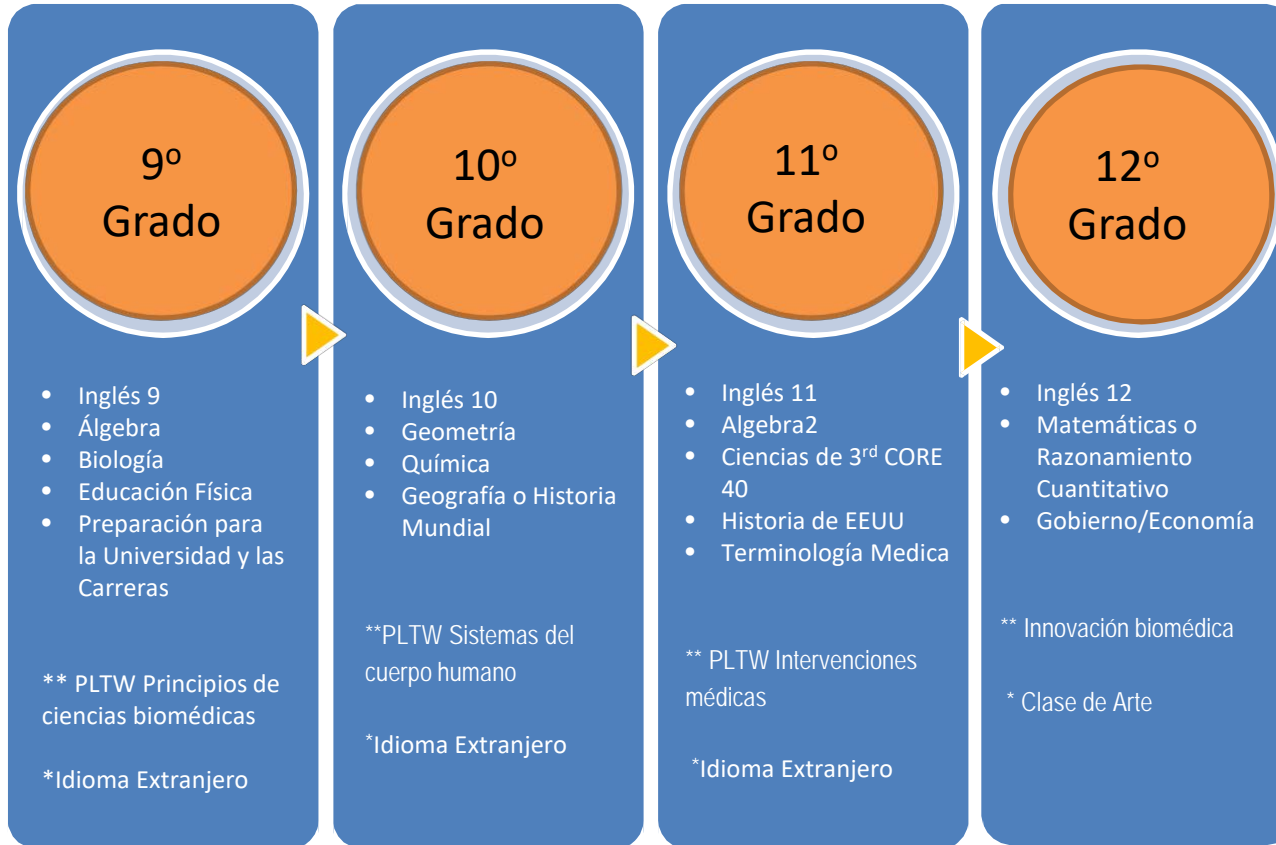 9º
Grado
• Inglés 9
• Álgebra
• Biología
• Educación Física
• Preparación para
la Universidad y las
Carreras
** PLTW Principios de
ciencias biomédicas
*Idioma Extranjero
10º
Grado
• Inglés 10
• Geometría
• Química
• Geografía o Historia
Mundial
**PLTW Sistemas del
cuerpo humano
*Idioma Extranjero
11º
Grado
• Inglés 11
• Algebra2
• Ciencias de 3rd CORE
40
• Historia de EEUU
• Terminología Medica
** PLTW Intervenciones
médicas
*Idioma Extranjero
12º
Grado
• Inglés 12
• Matemáticas o
Razonamiento
Cuantitativo
• Gobierno/Economía
** Innovación biomédica
* Clase de Arte